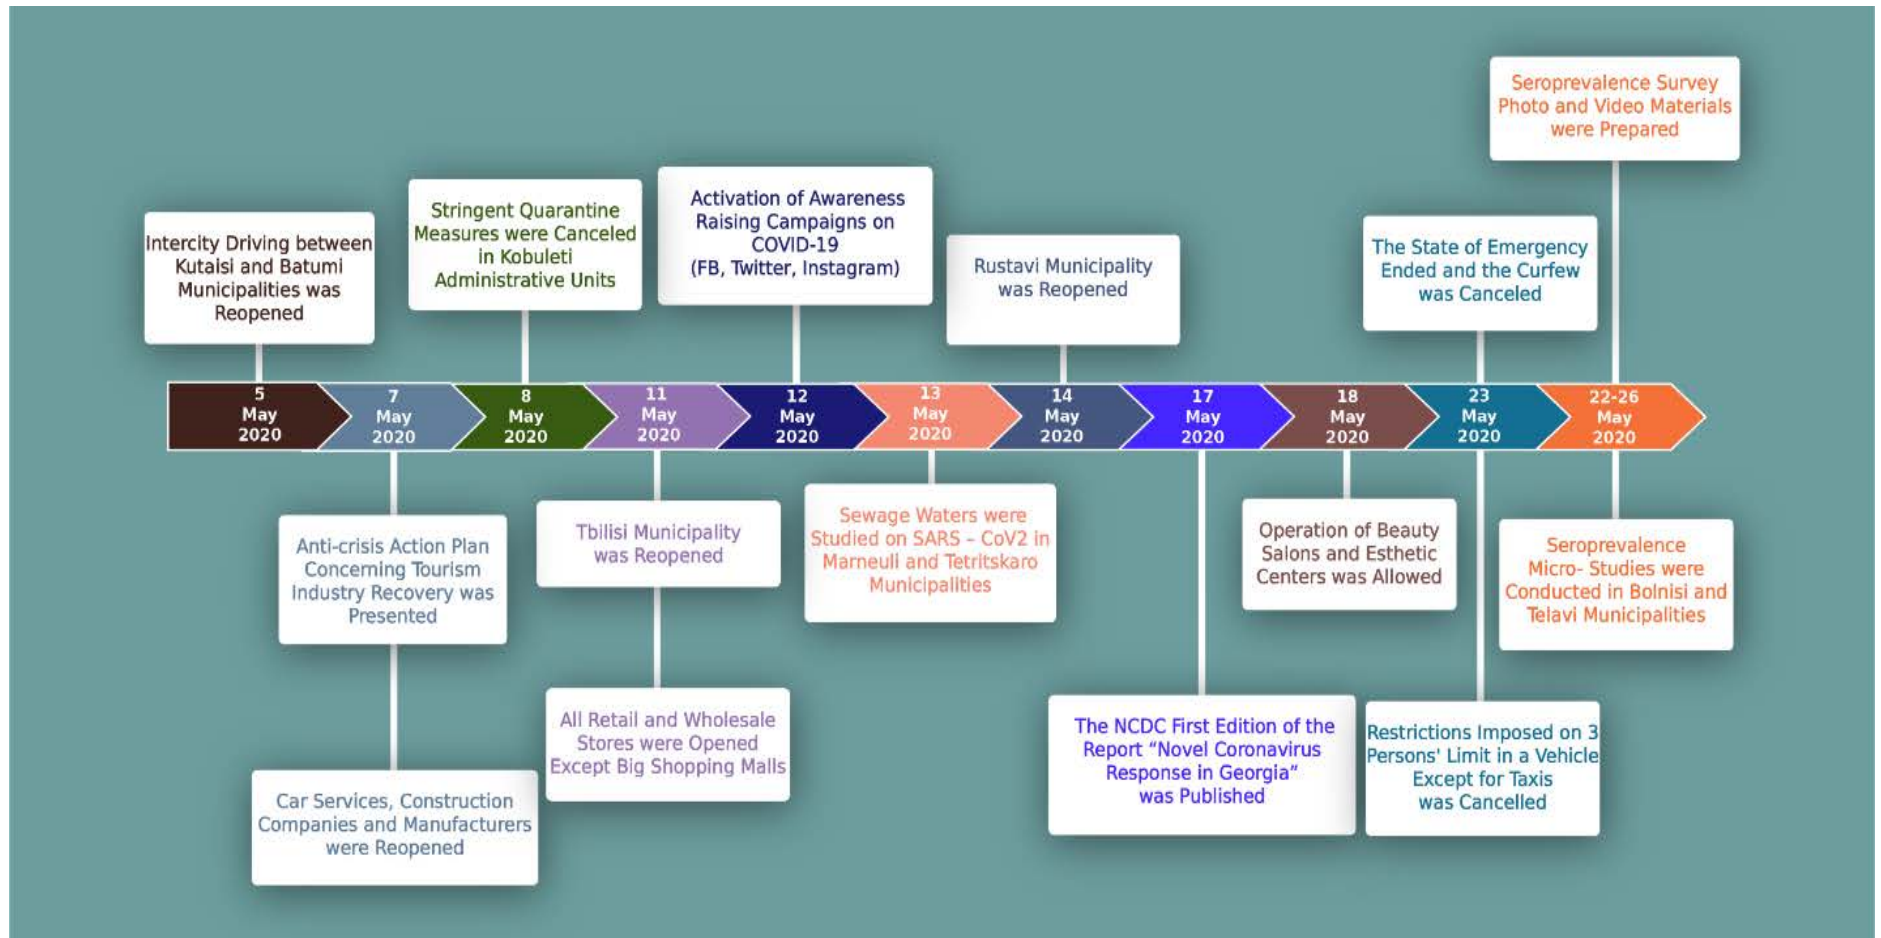 Seroprevalence Survey
Photo and Video Materials
were Prepared
Activation of Awareness
Raising Campaigns on
COVID-19
(FB, Twitter, Instagram)
Stringent Quarantine
Measures were Canceled
in Kobuleti
Administrative Units
Intercity Driving between
Kutaisi and Batumi
Municipalities was
Reopened
Rustavi Municipality
was Reopened
The State of Emergency
Ended and the Curfew
was Canceled
5
May
2020
7
May
2020
8
May
2020
11
May
2020
12
May
2020
13
May
2020
14
May
2020
17
May
2020
18
May
2020
23
May
2020
22-26
May
2020
Anti-crisis Action Plan
Concerning Tourism
Industry Recovery was
Presented
Tbilisi Municipality
was Reopened
Sewage Waters were
Studied on SARS – CoV2 in
Marneuli and Tetritskaro
Municipalities
Operation of Beauty
Salons and Esthetic
Centers was Allowed
Seroprevalence
Micro- Studies were
Conducted in Bolnisi and
Telavi Municipalities
Car Services, Construction
Companies and Manufacturers
were Reopened
All Retail and Wholesale
Stores were Opened
Except Big Shopping Malls
The NCDC First Edition of the
Report “Novel Coronavirus
Response in Georgia”
was Published
Restrictions Imposed on 3
Persons' Limit in a Vehicle
Except for Taxis
was Cancelled